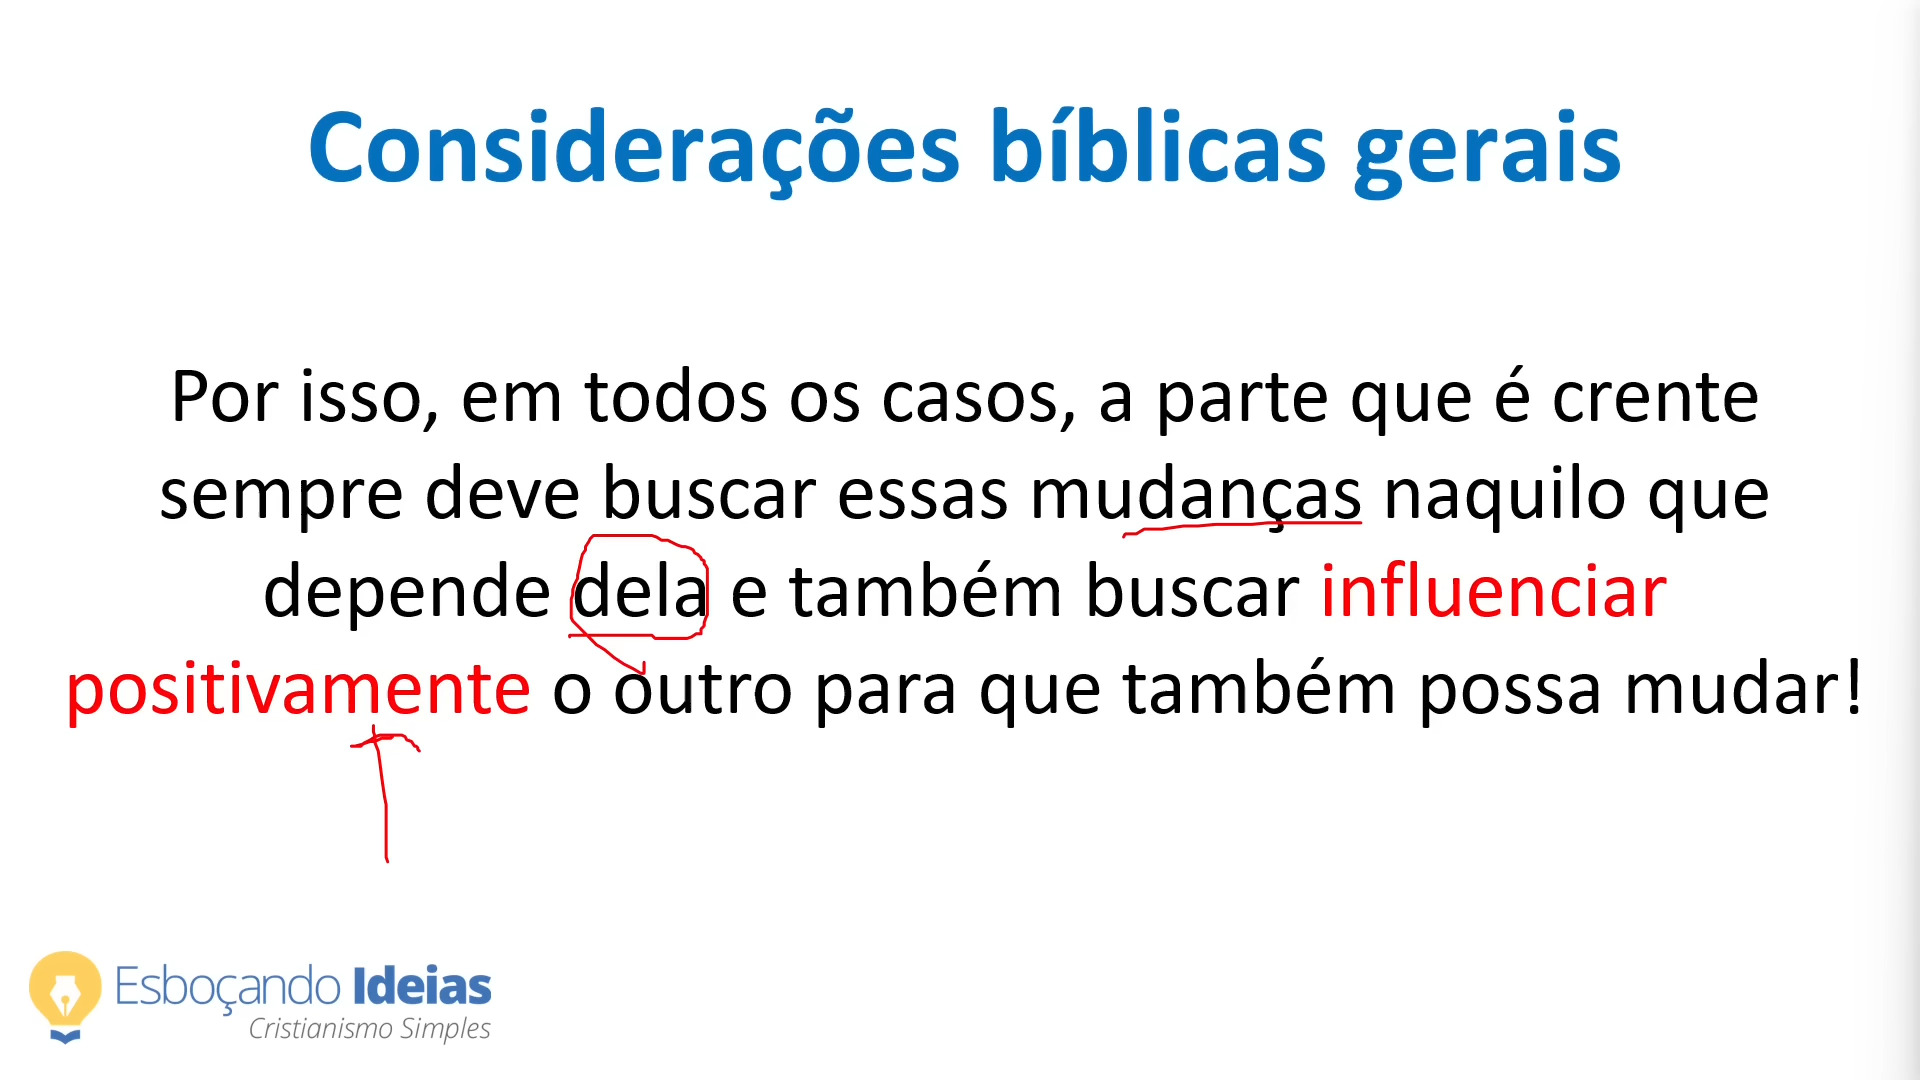 Considerações bíblicas gerais
Por isso, em todos os casos, a parte que é crente
sempre deve buscar essas mudanças naquilo que
depende dela e também buscar influenciar
positivamente o outro para que também possa mudar!
Esboçando Ideias
Cristianismo Simples